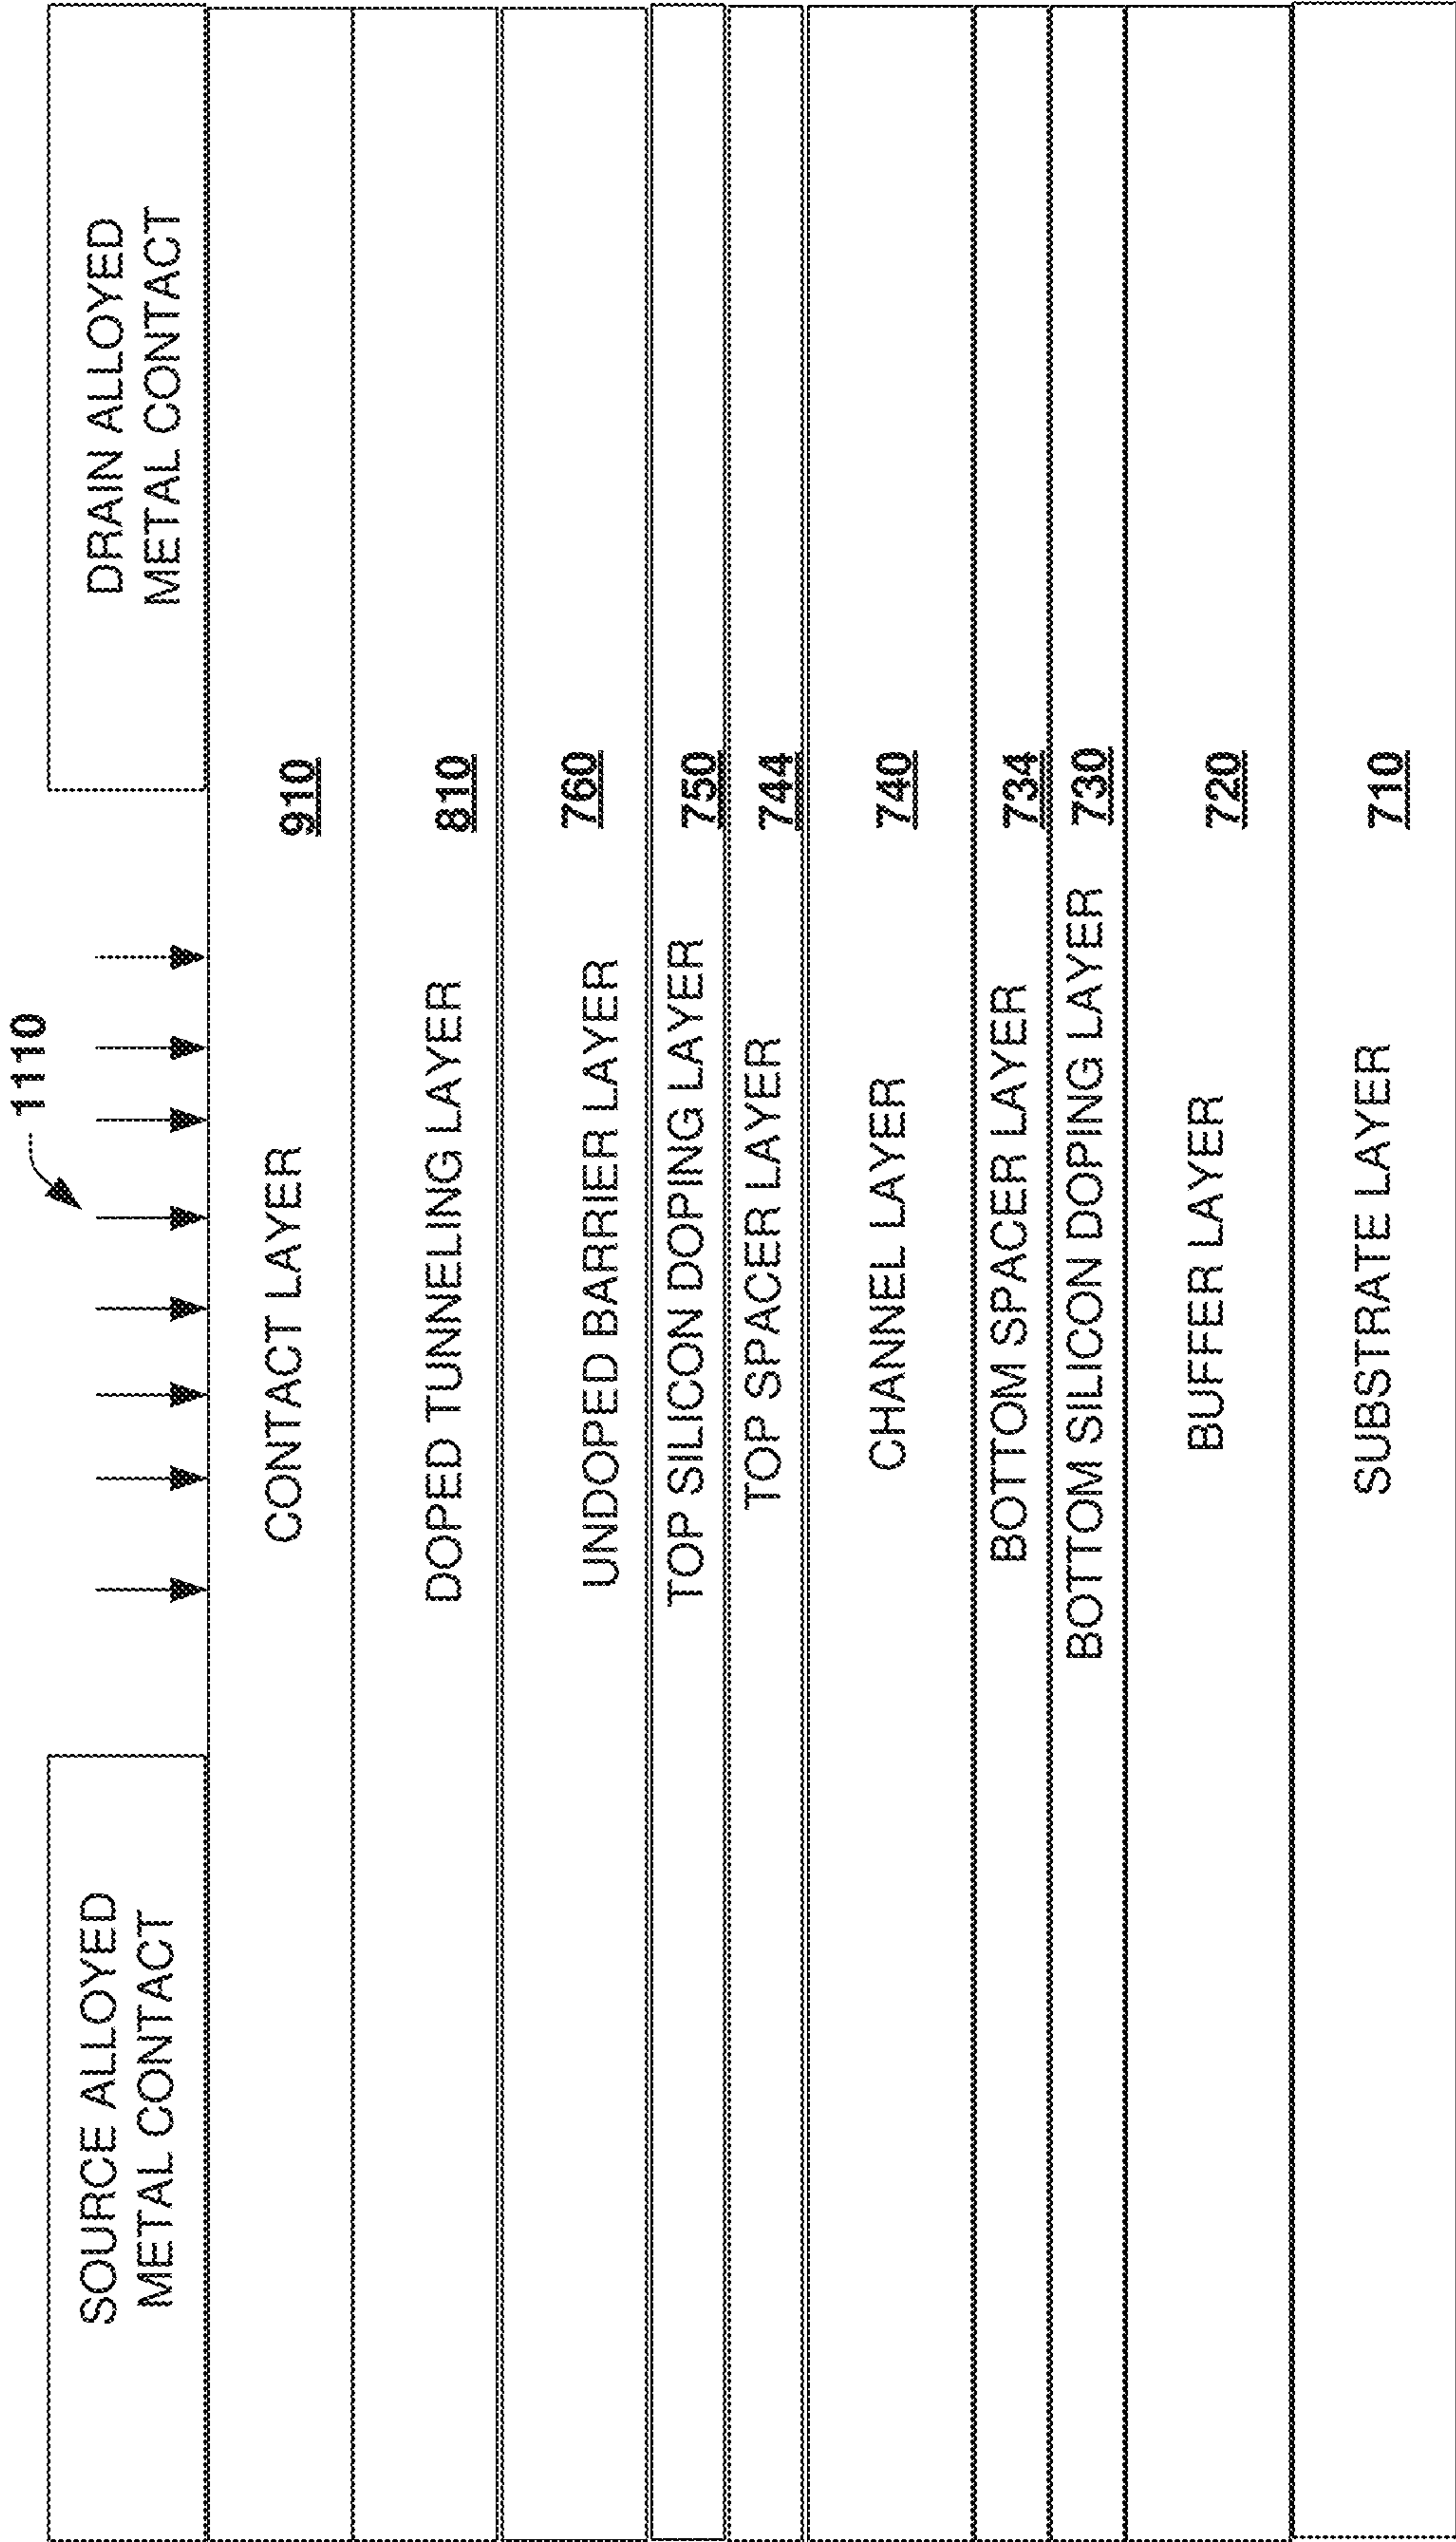 1110
SOURCE ALLOYED
METAL CONTACT
DRAIN ALLOYED
METAL CONTACT
CONTACT LAYER 910
DOPED TUNNELING LAYER 810
UNDOPED BARRIER LAYER 760
TOP SILICON DOPING LAYER 750
TOP SPACER LAYER 744
CHANNEL LAYER 740
BOTTOM SPACER LAYER 734
BOTTOM SILICON DOPING LAYER 730
BUFFER LAYER 720
SUBSTRATE LAYER 710